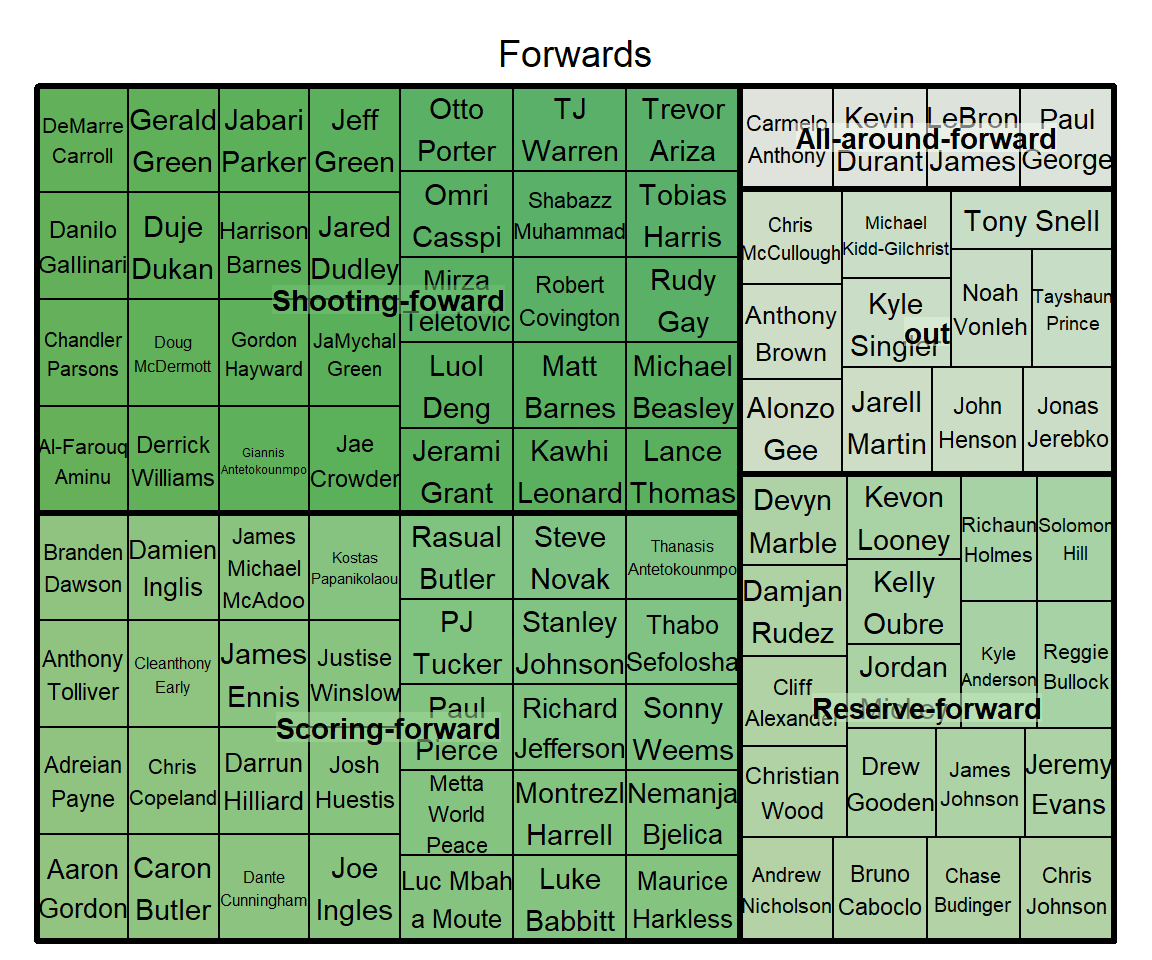 Forwards
DeMarre
Carroll
Gerald
Green
Jabari
Parker
Jeff
Green
Danilo
Gallinari
Duje
Dukan
Harrison
Barnes
Jared
Dudley
Chandler
Parsons
Doug
McDermott
Gordon
Hayward
JaMychal
Green
Al-Farouq
Aminu
Derrick
Williams
Giannis
Antetokounmpo
Jae
Crowder
Otto
Porter
TJ
Warren
Trevor
Ariza
Omri
Casspi
Shabazz
Muhammad
Tobias
Harris
Mirza
Teletovic
Robert
Covington
Rudy
Gay
Luol
Deng
Matt
Barnes
Michael
Beasley
Jerami
Grant
Kawhi
Leonard
Lance
Thomas
Shooting-foward
Branden
Dawson
Damien
Inglis
James
Michael
McAdoo
Kostas
Papanikolaou
Anthony
Tolliver
Cleanthony
Early
James
Ennis
Justise
Winslow
Adreian
Payne
Chris
Copeland
Darrun
Hilliard
Josh
Huestis
Aaron
Gordon
Caron
Butler
Dante
Cunningham
Joe
Ingles
Rasual
Butler
Steve
Novak
Thanasis
Antetokounmpo
PJ
Tucker
Stanley
Johnson
Thabo
Sefolosha
Paul
Pierce
Richard
Jefferson
Sonny
Weems
Metta
World
Peace
Montrezl
Harrell
Nemanja
Bjelica
Luc Mbah
a Moute
Luke
Babbitt
Maurice
Harkless
Scoring-forward
Carmelo
Anthony
Kevin
Durant
LeBron
James
Paul
George
All-around-forward
Chris
McCullough
Michael
Kidd-Gilchrist
Tony Snell
Anthony
Brown
Kyle
Singler
Noah
Vonleh
Tayshaun
Prince
Alonzo
Gee
Jarell
Martin
John
Henson
Jonas
Jerebko
out
Devyn
Marble
Kevon
Looney
Richaun
Holmes
Solomon
Hill
Damjan
Rudez
Kelly
Oubre
Kyle
Anderson
Reggie
Bullock
Cliff
Alexander
Jordan
Mickey
Christian
Wood
Drew
Gooden
James
Johnson
Jeremy
Evans
Andrew
Nicholson
Bruno
Caboclo
Chase
Budinger
Chris
Johnson
Reserve-forward